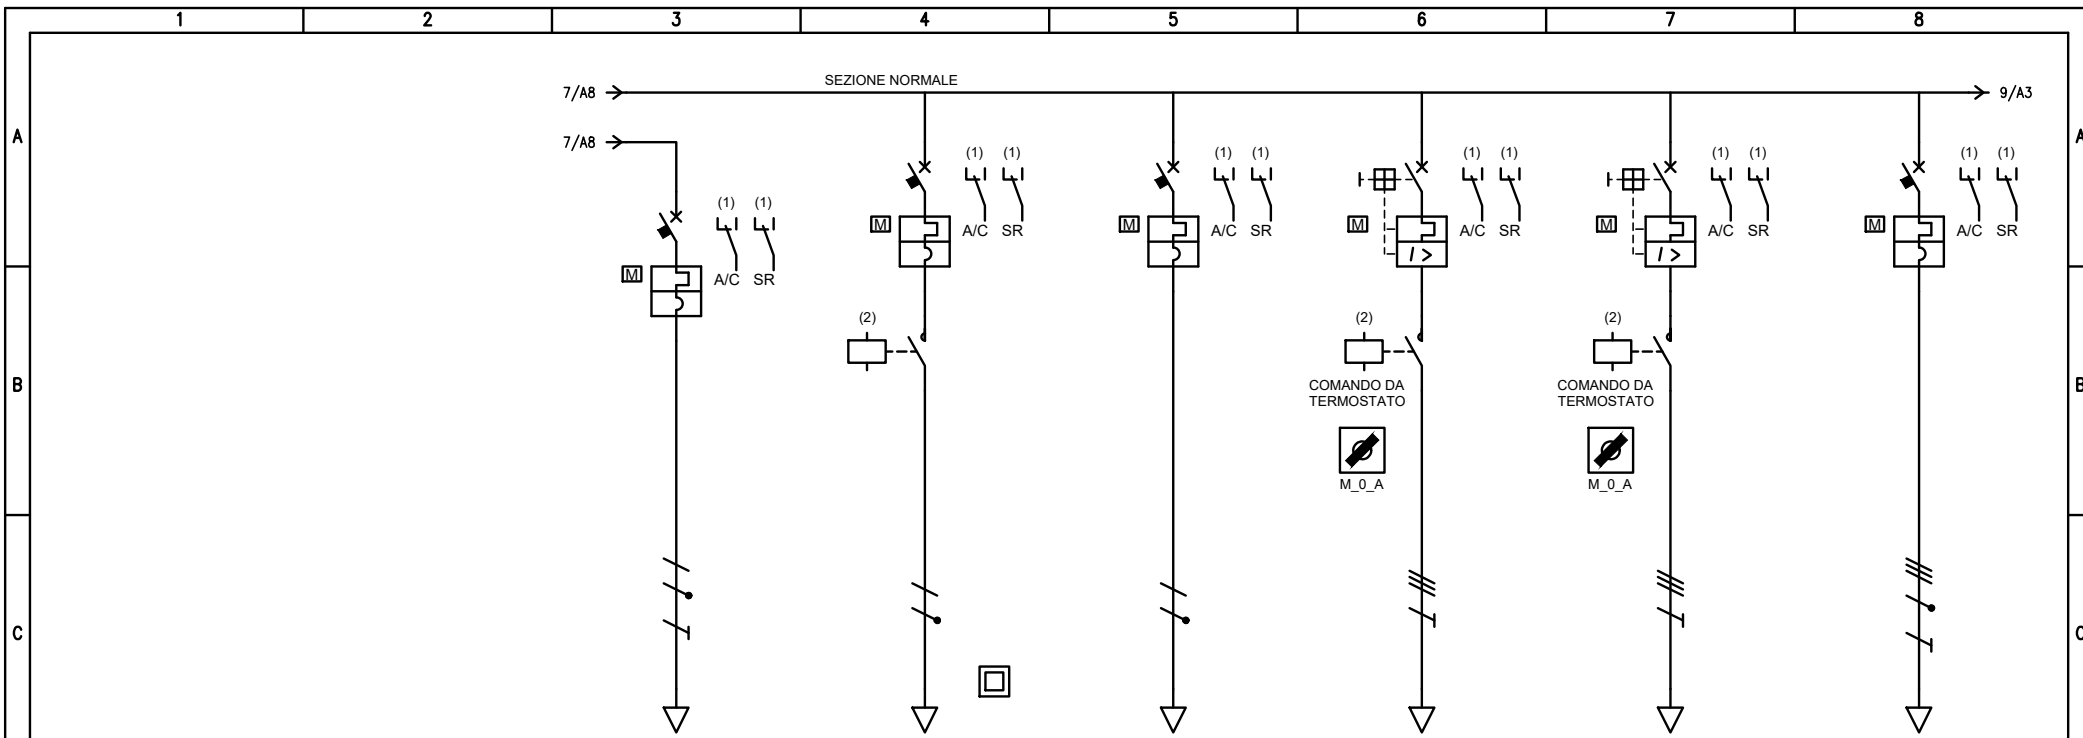 1 2 3 4 5 6 7 8
SEZIONE NORMALE
7/A8 9/A3
A A
7/A8
(1) (1) (1) (1) (1) (1) (1) (1) (1) (1)
(1) (1)
M A/C SR M A/C SR M A/C SR M A/C SR M A/C SR
I > I >
M A/C SR
(2) (2) (2)
B B
COMANDO DA COMANDO DA
TERMOSTATO TERMOSTATO
M_0_A M_0_A
C C